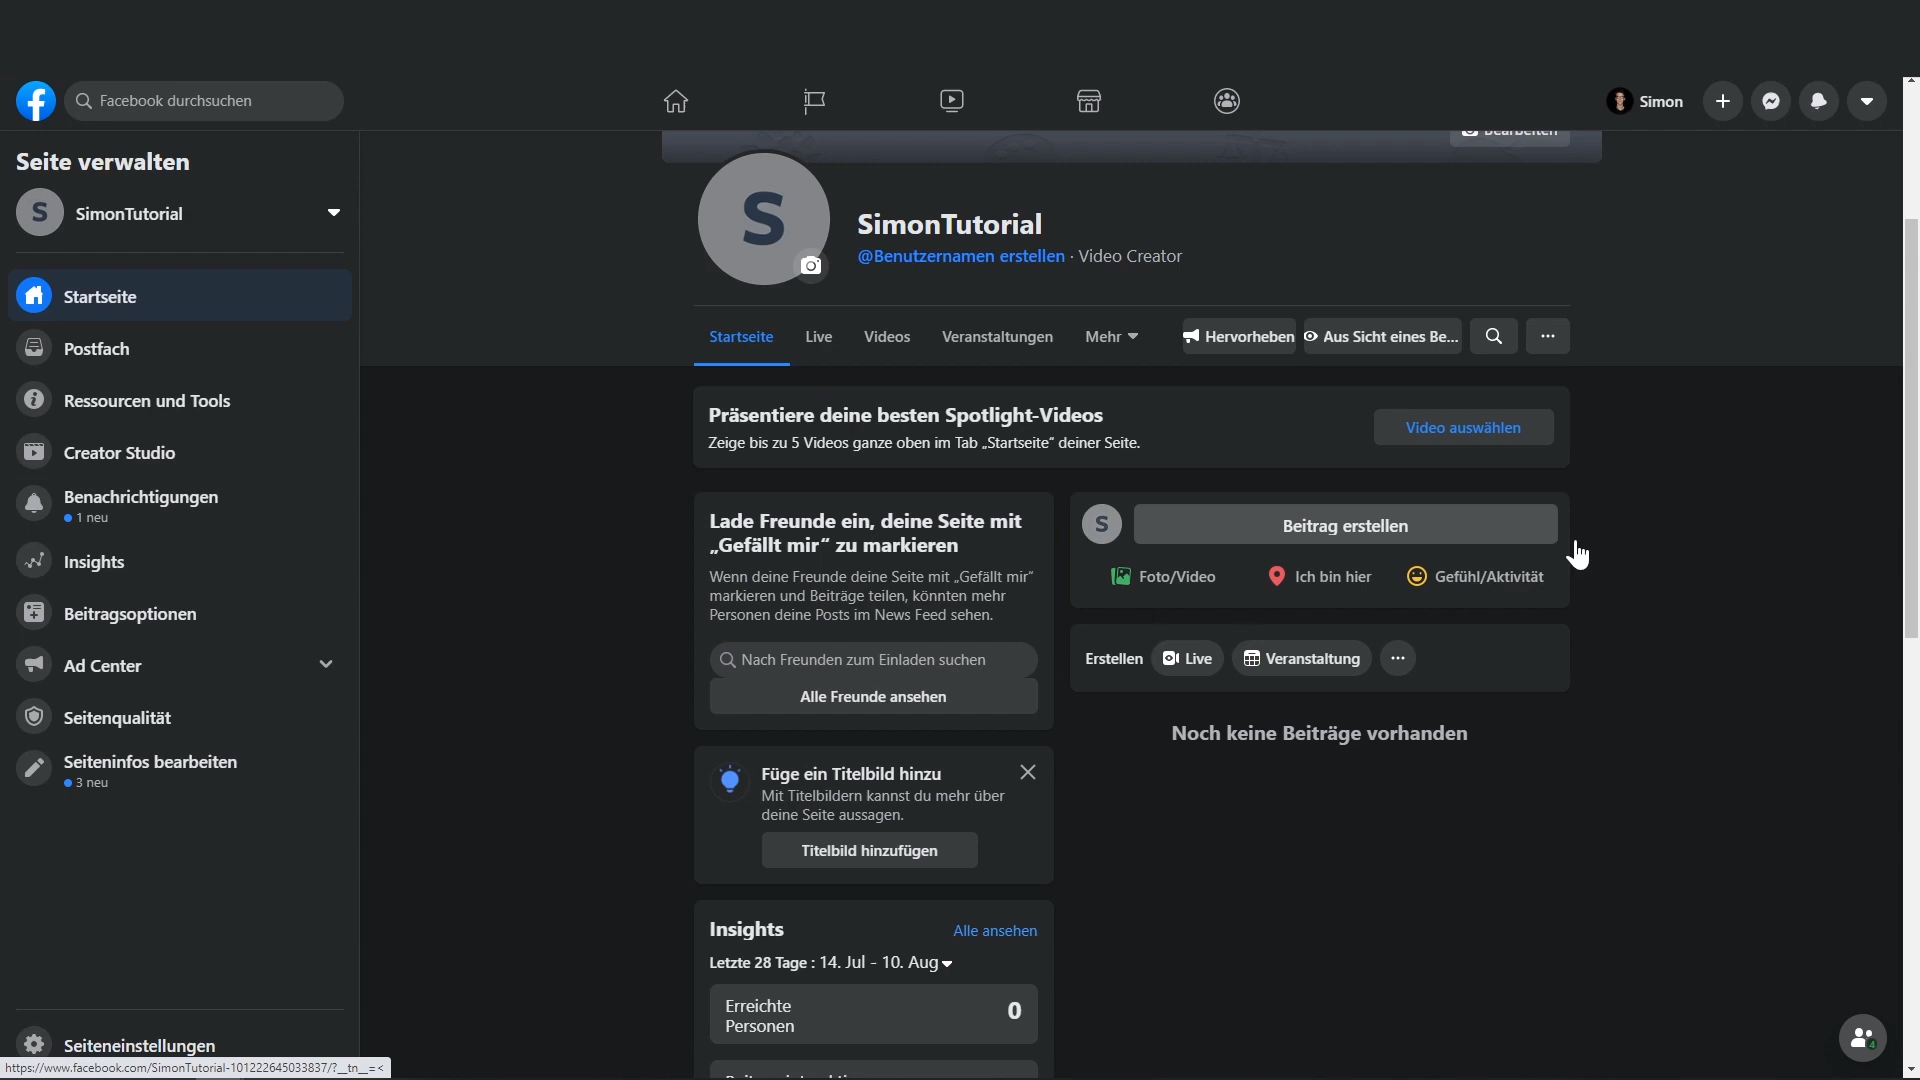 Facebook durchsuchen
Simon
Seite verwalten
S
SimonTutorial
Startseite
Postfach
Ressourcen und Tools
Creator Studio
Benachrichtigungen
1 neu
Insights
Beitragsoptionen
Ad Center
Seitenqualität
Seiteninfos bearbeiten
3 neu
Seiteneinstellungen
https://www.facebook.com/SimonTutorial-101222645033837/?__tn__=<
Bearbeiten
S
SimonTutorial
@Benutzernamen erstellen · Video Creator
Startseite Live Videos Veranstaltungen Mehr Hervorheben Aus Sicht eines Be... ...
Präsentiere deine besten Spotlight-Videos
Zeige bis zu 5 Videos ganze oben im Tab „Startseite“ deiner Seite.
Video auswählen
Lade Freunde ein, deine Seite mit
„Gefällt mir“ zu markieren
Wenn deine Freunde deine Seite mit „Gefällt mir“
markieren und Beiträge teilen, könnten mehr
Personen deine Posts im News Feed sehen.
Nach Freunden zum Einladen suchen
Alle Freunde ansehen
Füge ein Titelbild hinzu
Mit Titelbildern kannst du mehr über
deine Seite aussagen.
Titelbild hinzufügen
Insights Alle ansehen
Letzte 28 Tage : 14. Jul - 10. Aug
Erreichte 0
Personen
S Beitrag erstellen
Foto/Video Ich bin hier Gefühl/Aktivität
Erstellen Live Veranstaltung ...
Noch keine Beiträge vorhanden
4